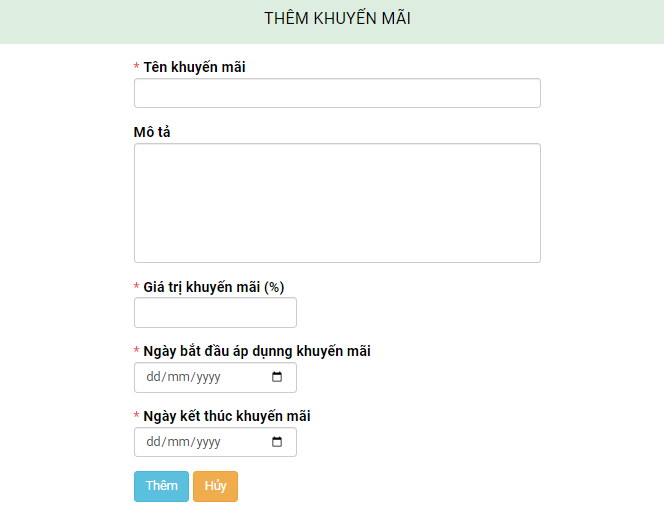 THÊM KHUYẾN MÃI
* Tên khuyến mãi
Mô tả
* Giá trị khuyến mãi (%)
* Ngày bắt đầu áp dụnng khuyến mãi
dd/mm/yyyy
* Ngày kết thúc khuyến mãi
dd/mm/yyyy
Thêm Hủy